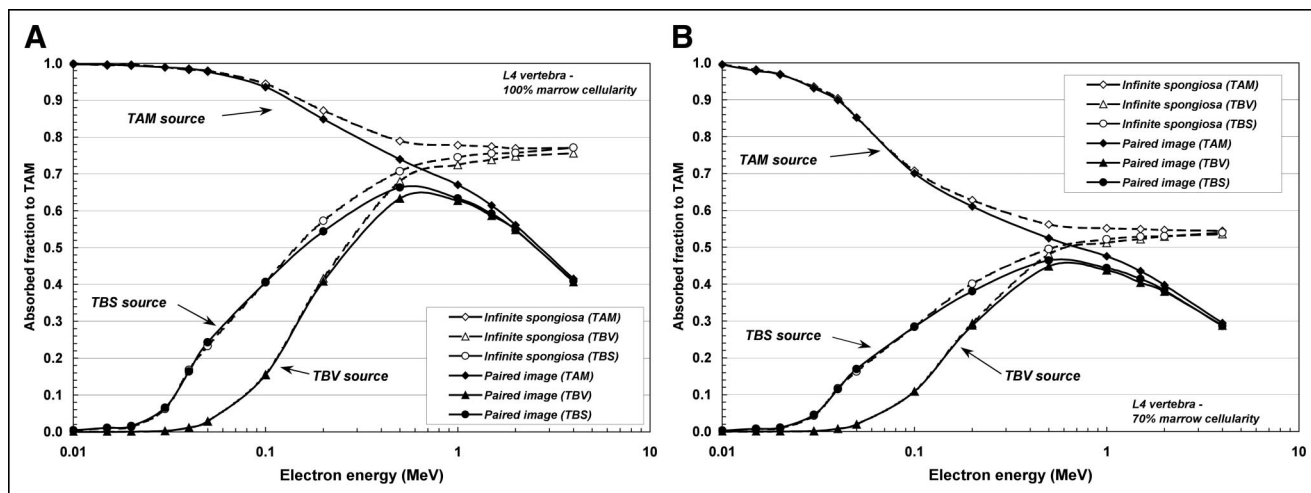 A
Absorbed fraction to TAM
1.0
0.9
0.8
0.7
0.6
0.5
0.4
0.3
0.2
0.1
0.0
L4 vertebra -
100% marrow cellularity
TAM source
TBS source
TBV source
Infinite spongiosa (TAM)
Infinite spongiosa (TBV)
Infinite spongiosa (TBS)
Paired image (TAM)
Paired image (TBV)
Paired image (TBS)
0.01 0.1 1 10
Electron energy (MeV)
B
Absorbed fraction to TAM
1.0
0.9
0.8
0.7
0.6
0.5
0.4
0.3
0.2
0.1
0.0
Infinite spongiosa (TAM)
Infinite spongiosa (TBV)
Infinite spongiosa (TBS)
Paired image (TAM)
Paired image (TBV)
Paired image (TBS)
TAM source
TBS source
TBV source
L4 vertebra -
70% marrow cellularity
0.01 0.1 1 10
Electron energy (MeV)